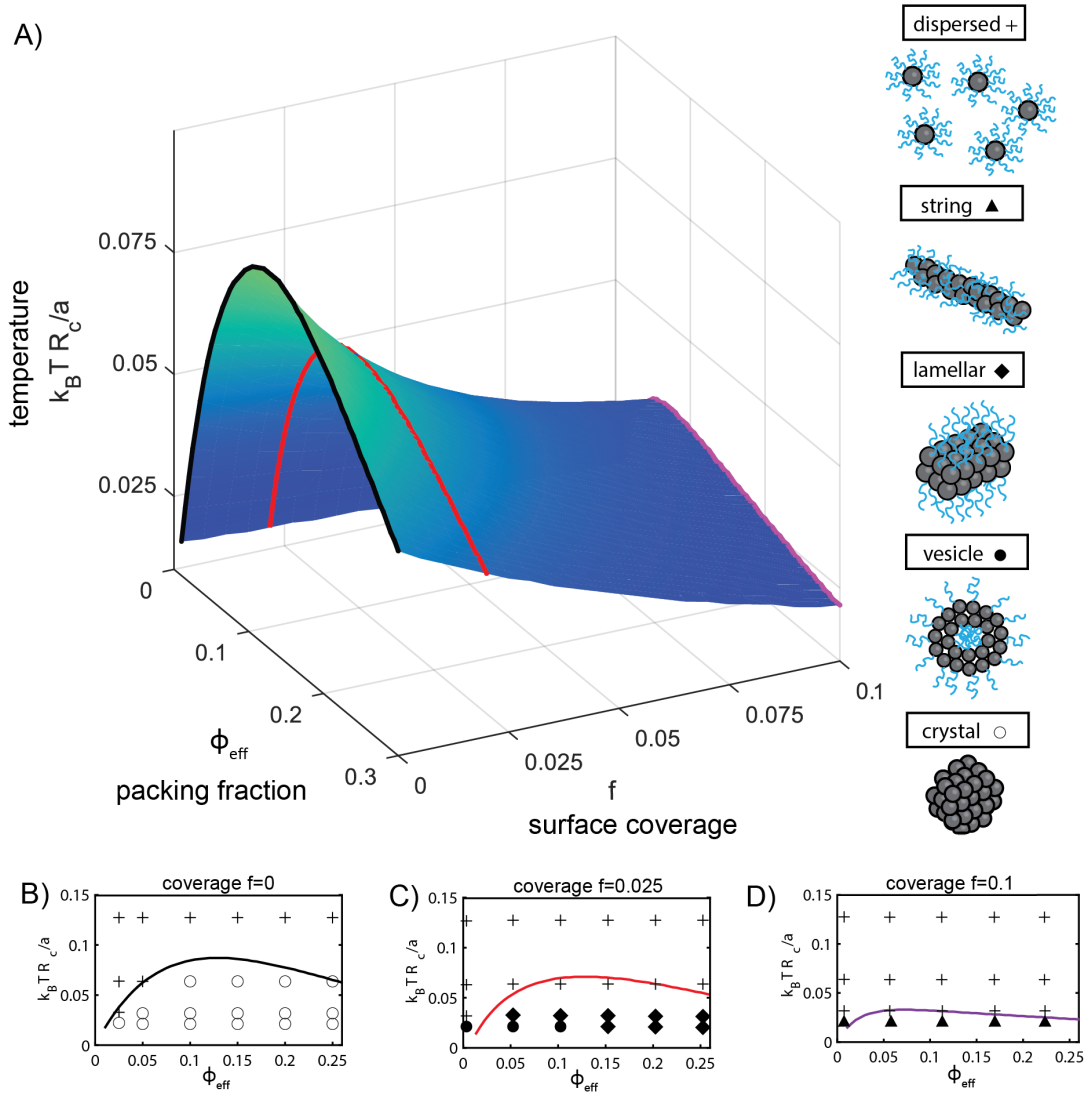 A)
temperature
k_B T R_c/a
0.075
0.05
0.025
0
0.1
0.2
0.3
ϕ_eff
packing fraction
0
0.025
0.05
0.075
0.1
f
surface coverage
dispersed +
string ▲
lamellar ◆
vesicle ●
crystal ○
B)
coverage f=0
k_B T R_c/a
0.15
0.1
0.05
0
0 0.05 0.1 0.15 0.2 0.25
ϕ_eff
C)
coverage f=0.025
k_B T R_c/a
0.15
0.1
0.05
0
0 0.05 0.1 0.15 0.2 0.25
ϕ_eff
D)
coverage f=0.1
k_B T R_c/a
0.15
0.1
0.05
0
0 0.05 0.1 0.15 0.2 0.25
ϕ_eff